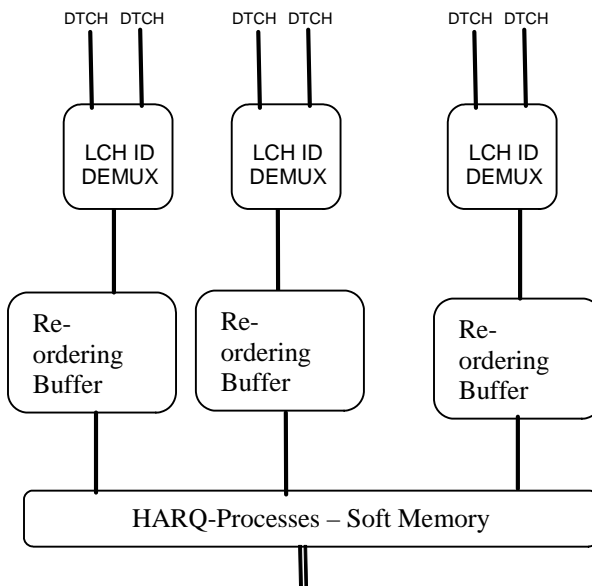 DTCH DTCH DTCH DTCH DTCH DTCH
LCH ID
DEMUX
LCH ID
DEMUX
LCH ID
DEMUX
Re-
ordering
Buffer
Re-
ordering
Buffer
Re-
ordering
Buffer
HARQ-Processes – Soft Memory